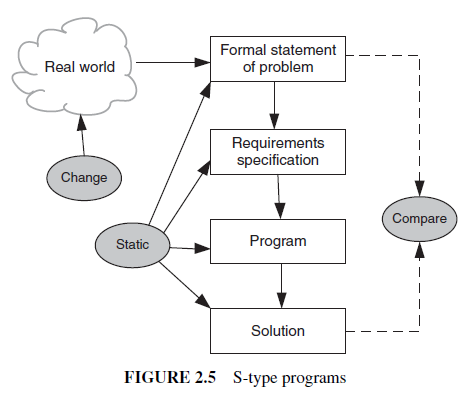 Real world
Formal statement
of problem
Requirements
specification
Change
Compare
Static
Program
Solution
FIGURE 2.5 S-type programs